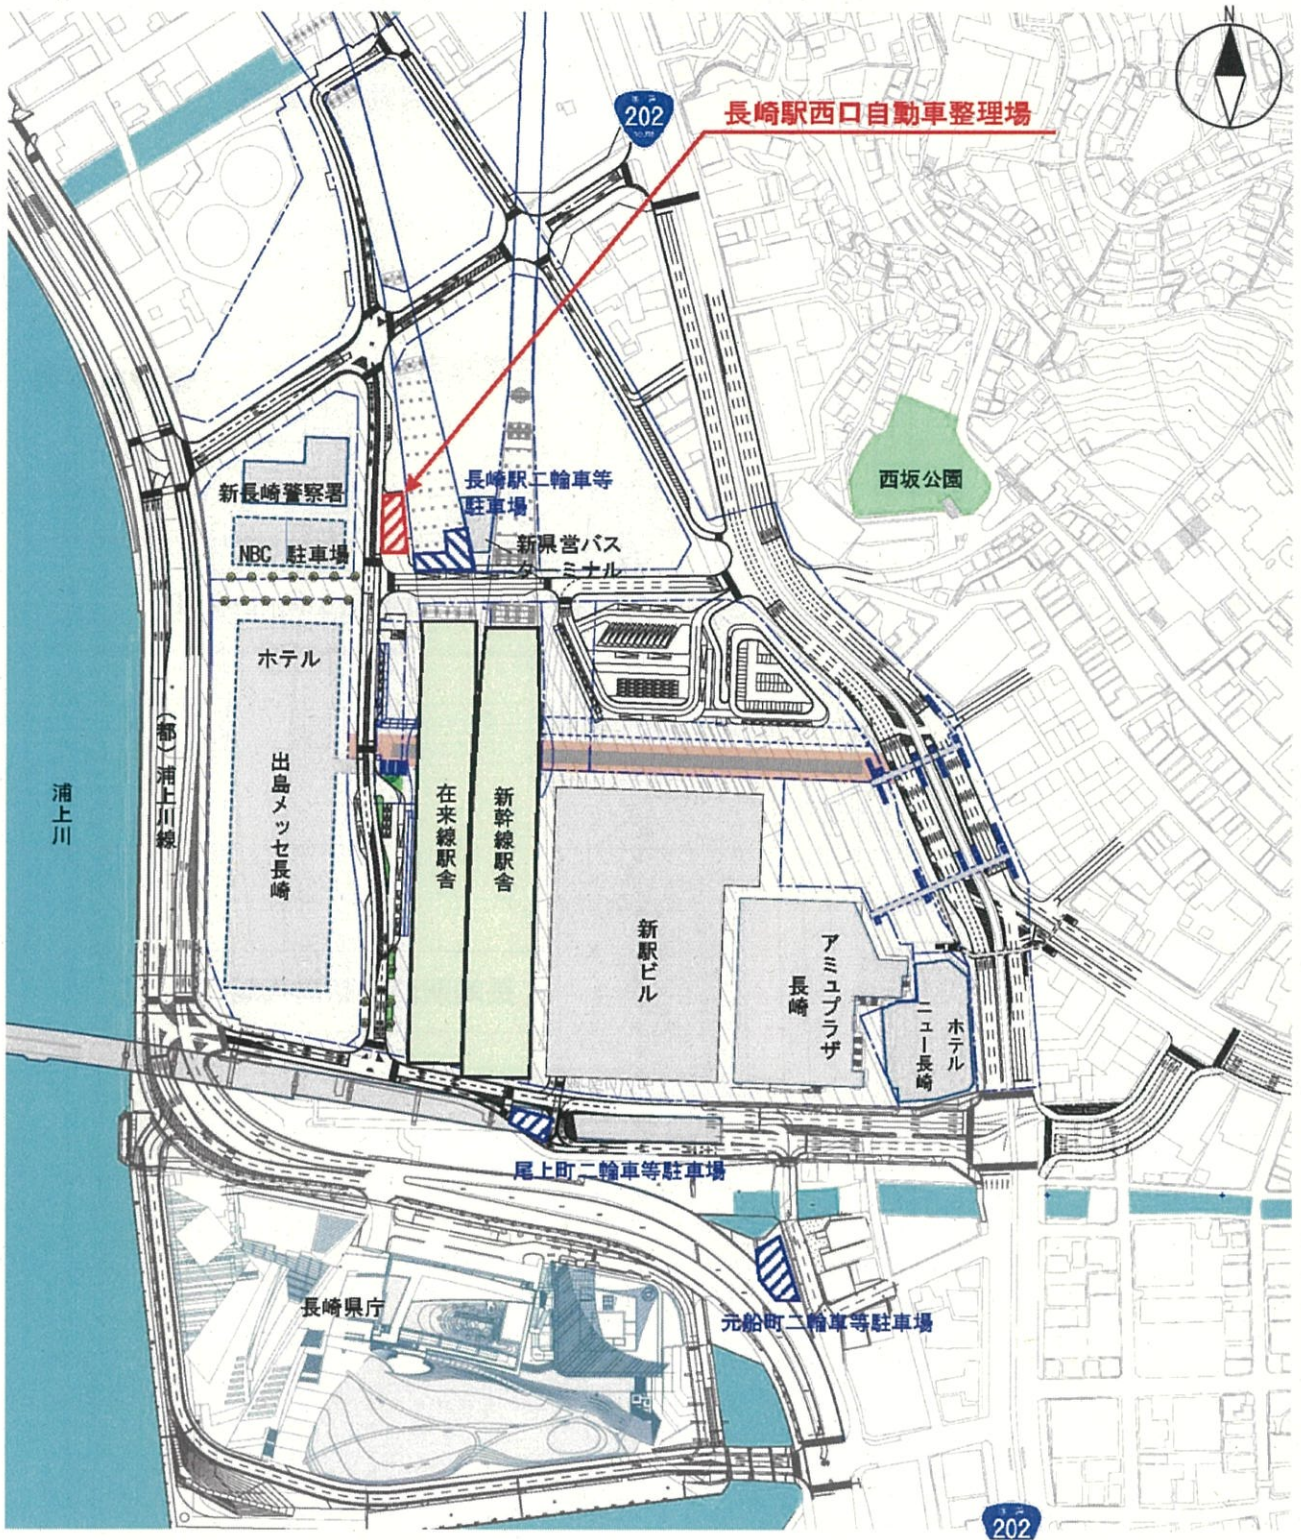 N
国道
202
ROUTE
長崎駅西口自動車整理場
西坂公園
長崎駅二輪車等
駐車場
新長崎警察署
新県営バス
ターミナル
NBC 駐車場
ホテル
出島メッセ長崎
(都)浦上川線
浦上川
在来線駅舎
新幹線駅舎
新駅ビル
アミュプラザ
長崎
ホテル
ニュー長崎
尾上町二輪車等駐車場
元船町二輪車等駐車場
長崎県庁
国道
202